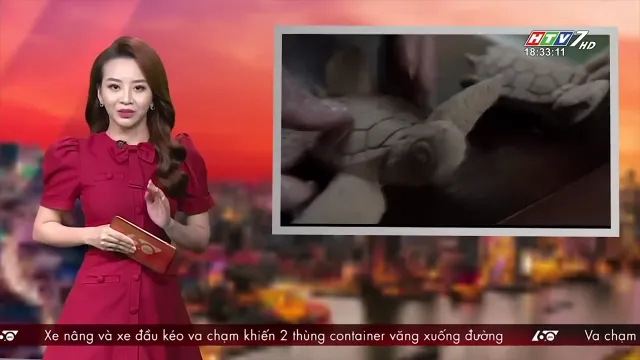 HTV7 HD
18:33:11
Xe nâng và xe đầu kéo va chạm khiến 2 thùng container văng xuống đường 60 Va chạm